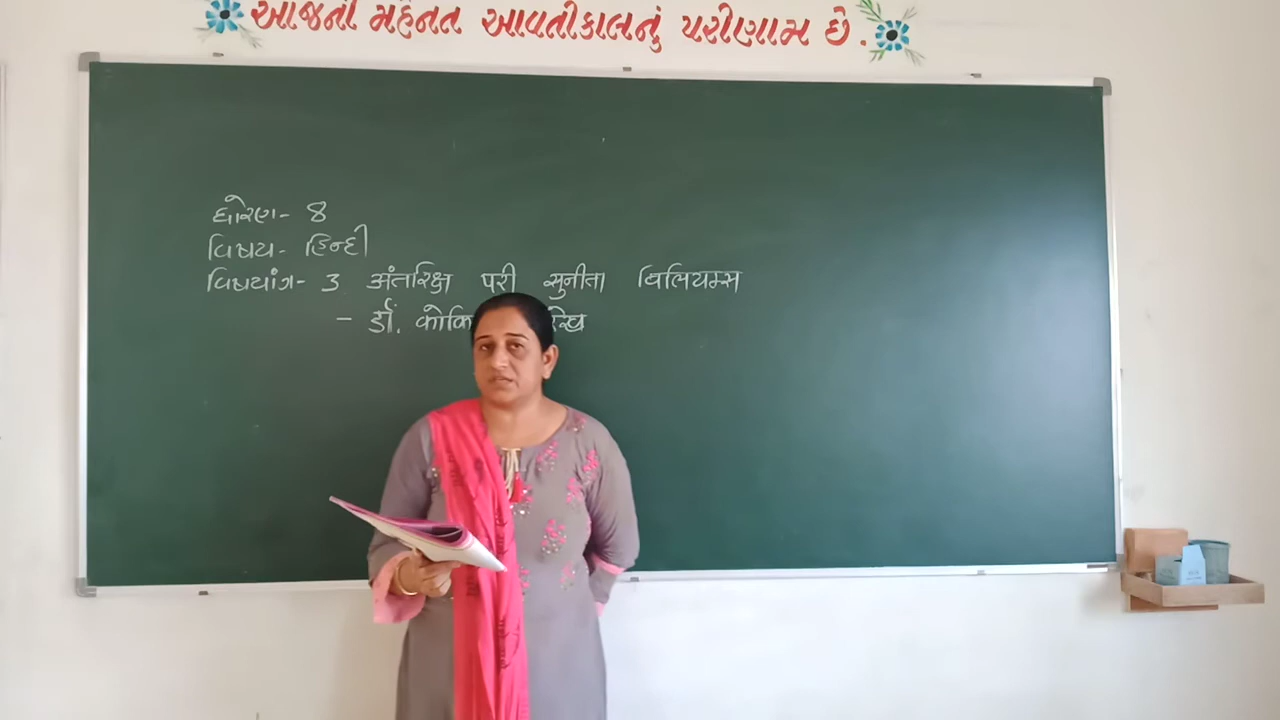 આજની મહેનત આવતીકાલનું પરીણામ છે.
ધોરણ- 8
વિષય- હિન્દી
વિષયાંગ- 3 अंतरिक्ष परी सुनीता विलियम्स
- डॉ.